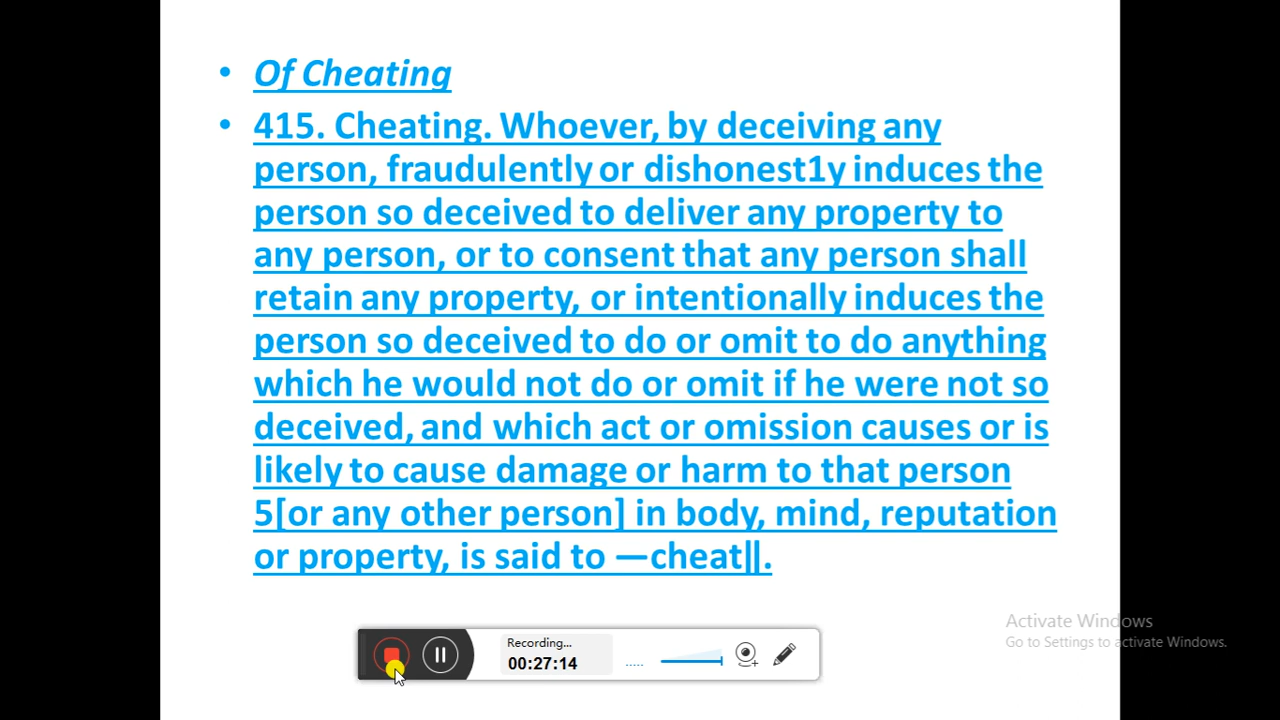 • Of Cheating
• 415. Cheating. Whoever, by deceiving any
person, fraudulently or dishonest1y induces the
person so deceived to deliver any property to
any person, or to consent that any person shall
retain any property, or intentionally induces the
person so deceived to do or omit to do anything
which he would not do or omit if he were not so
deceived, and which act or omission causes or is
likely to cause damage or harm to that person
5[or any other person] in body, mind, reputation
or property, is said to ―cheat‖.
Activate Windows
Go to Settings to activate Windows.
Recording...
00:27:14